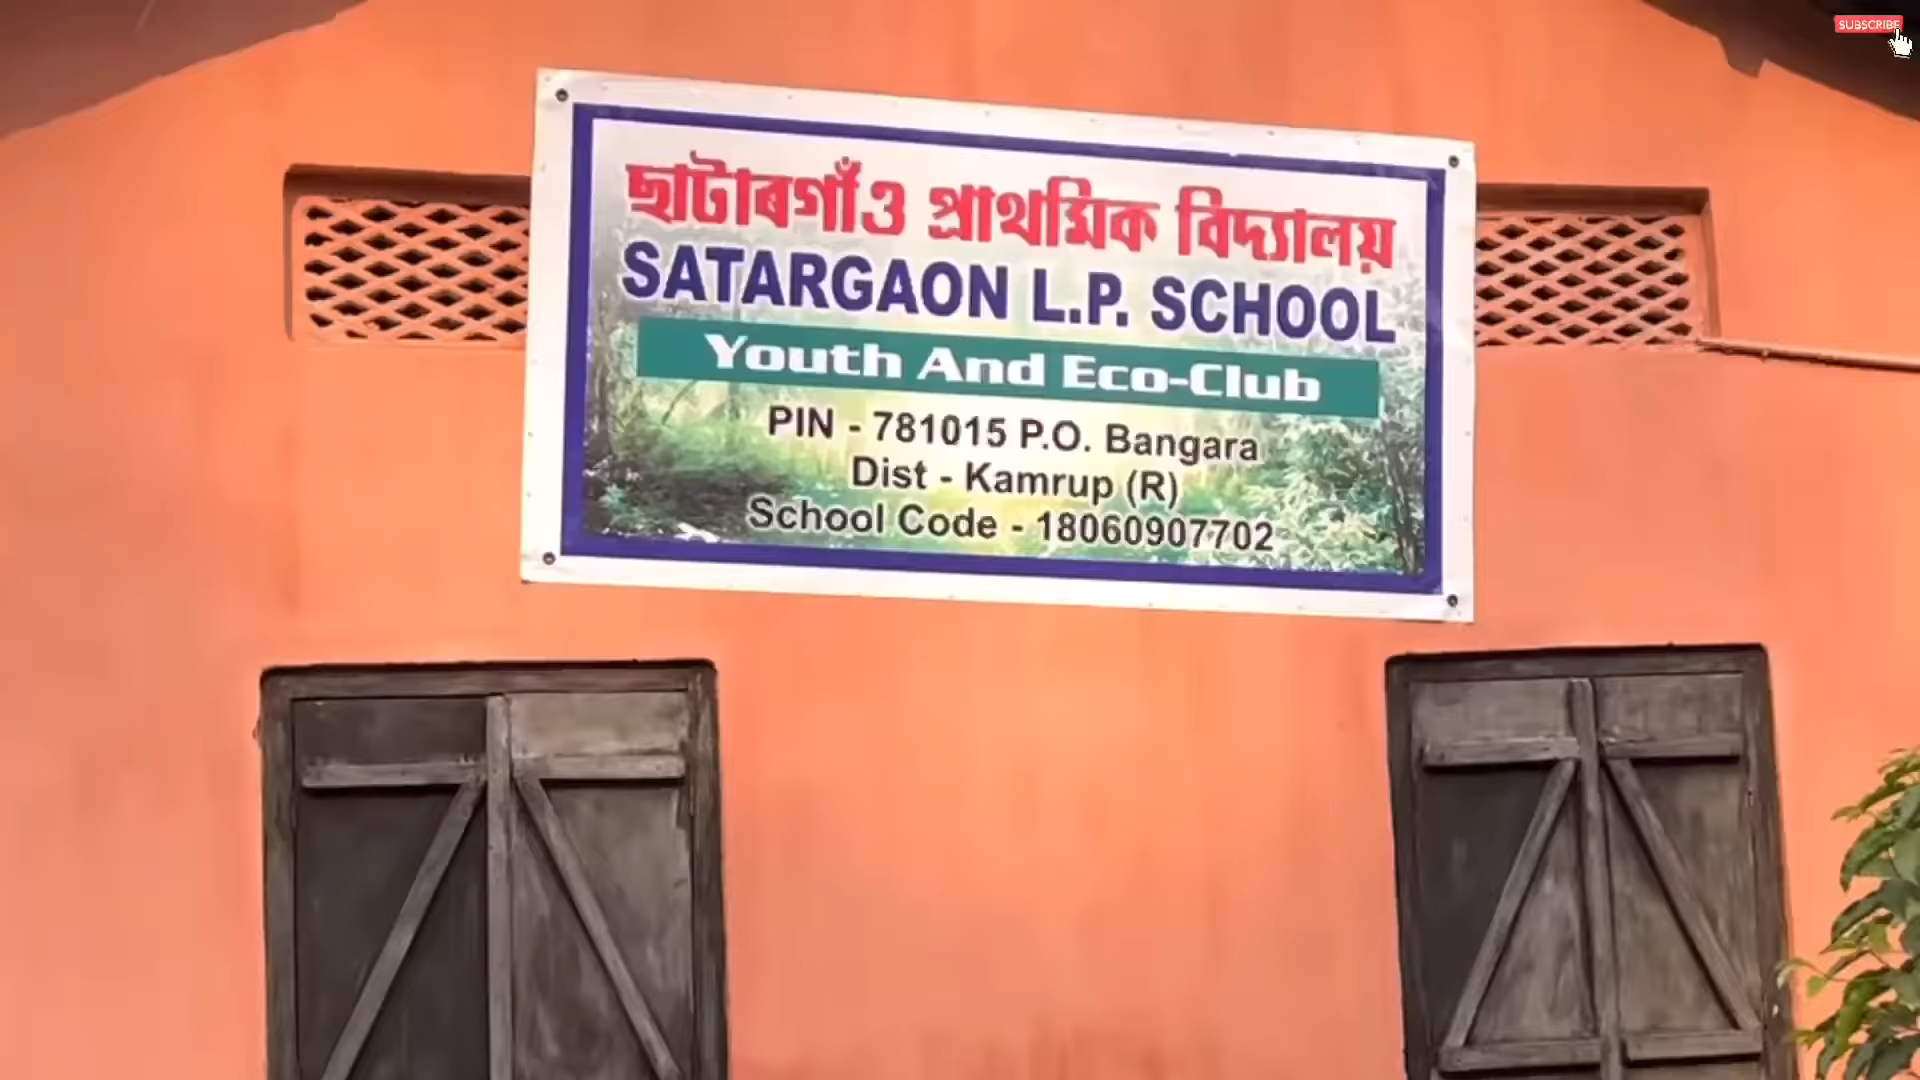 SUBSCRIBE
ছাটাৰগাঁও প্ৰাথমিক বিদ্যালয়
SATARGAON L.P. SCHOOL
Youth And Eco-Club
PIN - 781015 P.O. Bangara
Dist - Kamrup (R)
School Code - 18060907702